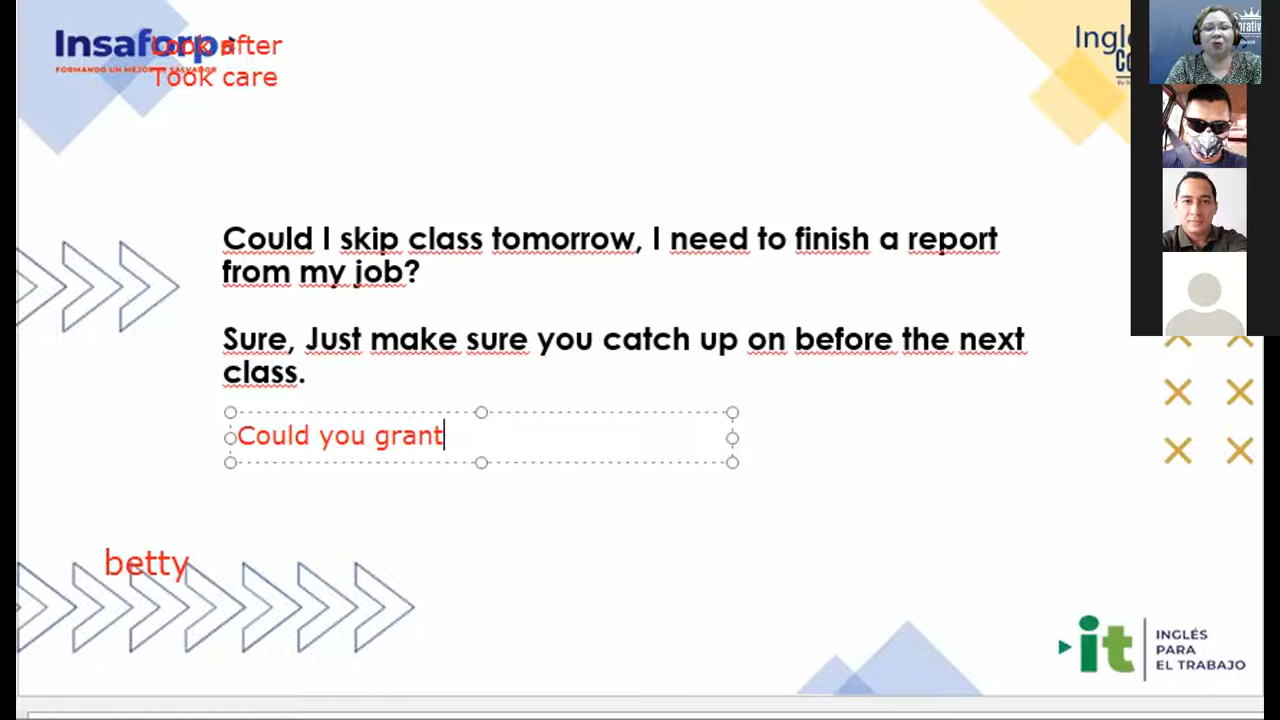 Insaforp
Look after
FORMANDO UN MEJOR EL SALVADOR
Took care
Could I skip class tomorrow, I need to finish a report
from my job?
Sure, Just make sure you catch up on before the next
class.
Could you grant
betty
it
INGLÉS
PARA
EL TRABAJO